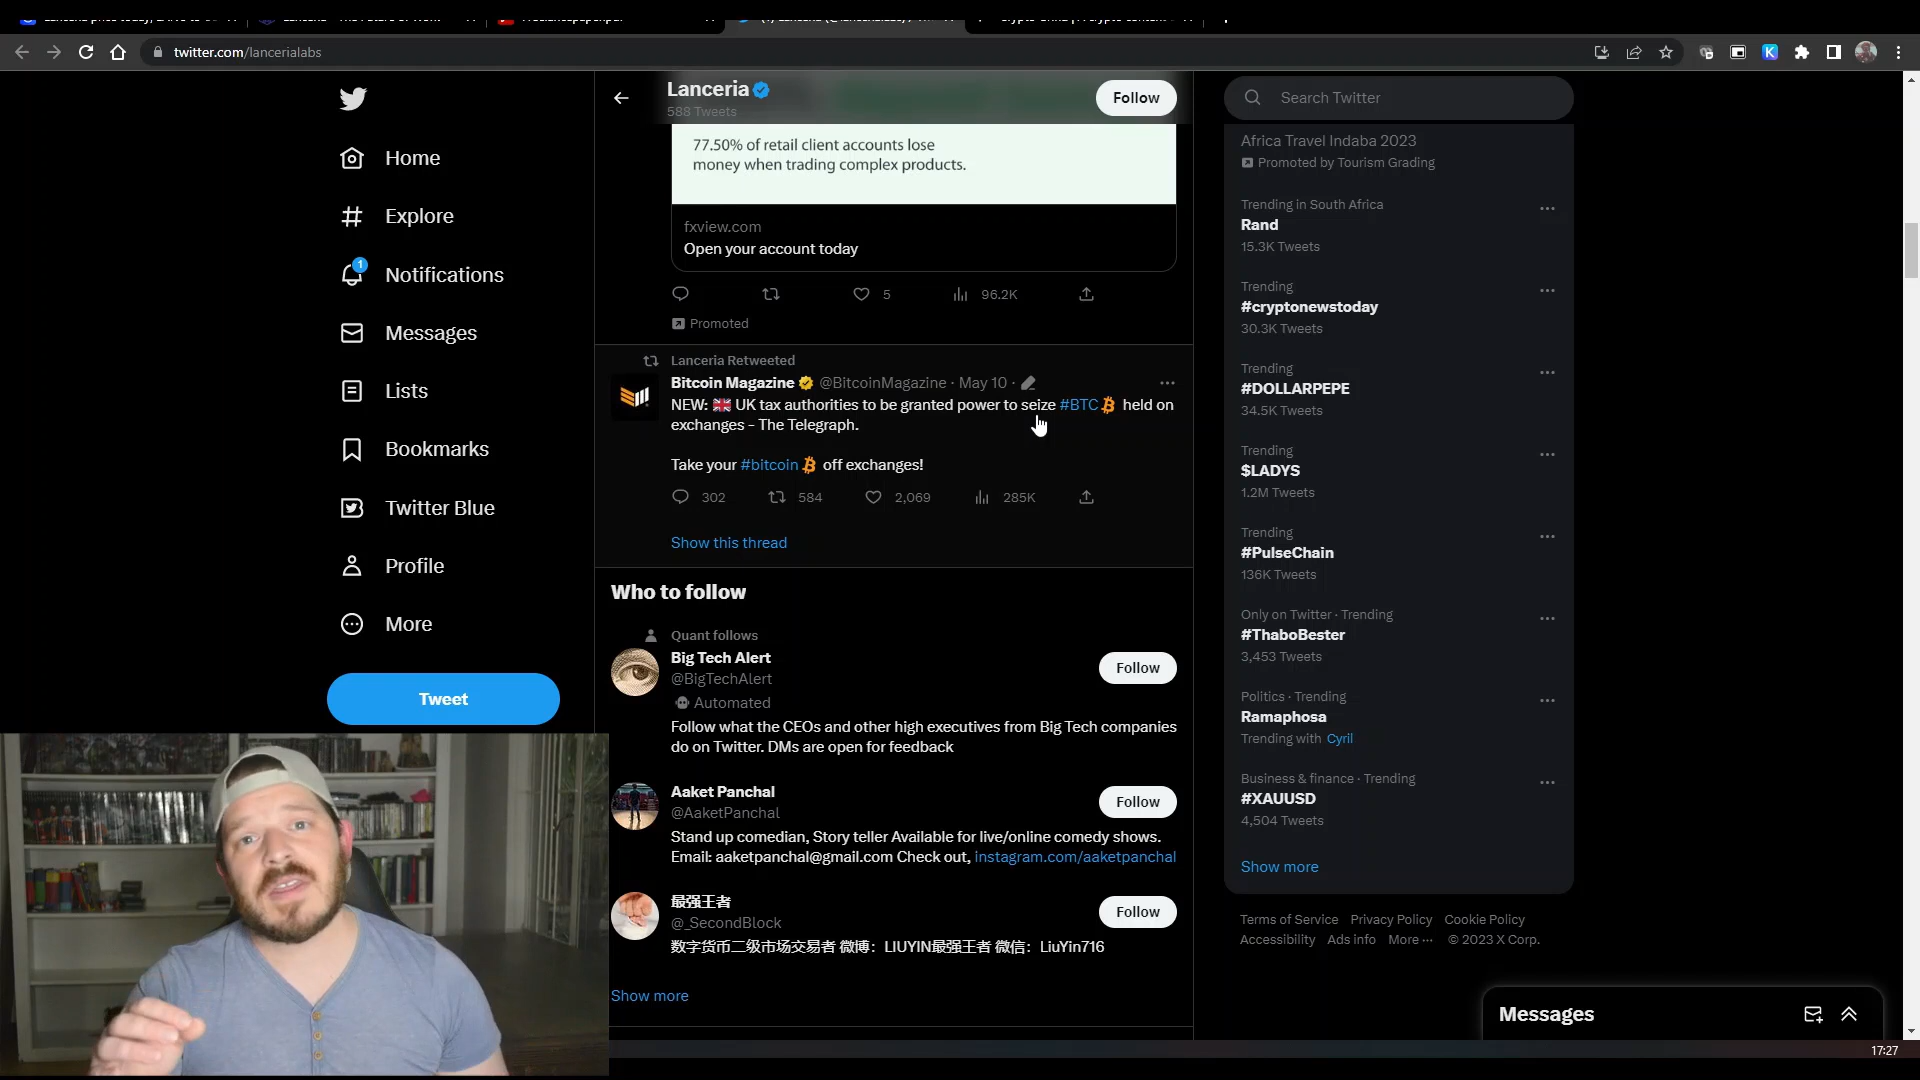 twitter.com/lancerialabs
Home
Explore
1
Notifications
Messages
Lists
Bookmarks
Twitter Blue
Profile
More
Tweet
Lanceria
588 Tweets
Follow
77.50% of retail client accounts lose
money when trading complex products.
fxview.com
Open your account today
5
96.2K
Promoted
Lanceria Retweeted
Bitcoin Magazine @BitcoinMagazine · May 10 ·
NEW: 🇬🇧 UK tax authorities to be granted power to seize #BTC held on
exchanges - The Telegraph.
Take your #bitcoin off exchanges!
302 584 2,069 285K
Show this thread
Who to follow
Quant follows
Big Tech Alert
@BigTechAlert
Automated
Follow
Follow what the CEOs and other high executives from Big Tech companies
do on Twitter. DMs are open for feedback
Aaket Panchal
@AaketPanchal
Follow
Stand up comedian, Story teller Available for live/online comedy shows.
Email: aaketpanchal@gmail.com Check out, instagram.com/aaketpanchal
最强王者
@_SecondBlock
Follow
数字货币二级市场交易者 微博：LIUYIN最强王者 微信：LiuYin716
Show more
Search Twitter
Africa Travel Indaba 2023
Promoted by Tourism Grading
Trending in South Africa
Rand
15.3K Tweets
Trending
#cryptonewstoday
30.3K Tweets
Trending
#DOLLARPEPE
34.5K Tweets
Trending
$LADYS
1.2M Tweets
Trending
#PulseChain
136K Tweets
Only on Twitter · Trending
#ThaboBester
3,453 Tweets
Politics · Trending
Ramaphosa
Trending with Cyril
Business & finance · Trending
#XAUUSD
4,504 Tweets
Show more
Terms of Service Privacy Policy Cookie Policy
Accessibility Ads info More ··· © 2023 X Corp.
Messages
17:27